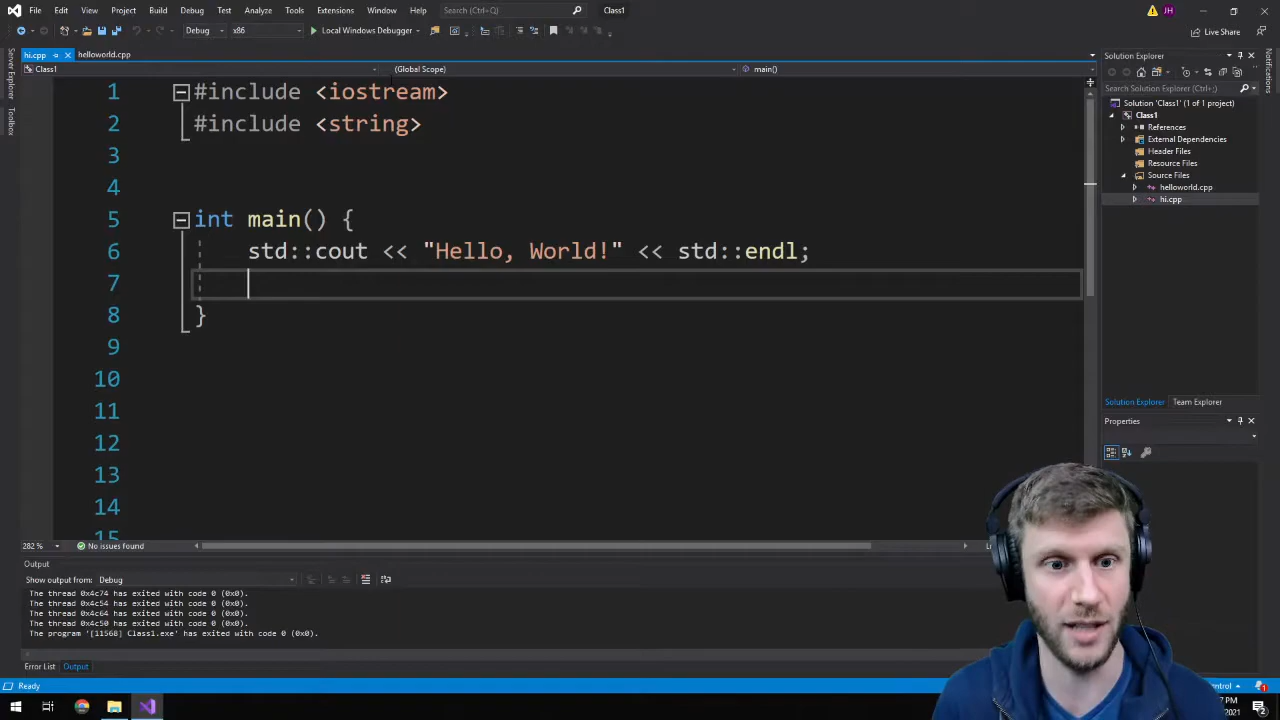 File Edit View Project Build Debug Test Analyze Tools Extensions Window Help Search (Ctrl+Q) Class1 JH
Debug x86 Local Windows Debugger Live Share
hi.cpp helloworld.cpp
Class1 (Global Scope) main()
Server Explorer
Toolbox
Notifications
1 #include <iostream>
2 #include <string>
3
4
5 int main() {
6 std::cout << "Hello, World!" << std::endl;
7
8 }
9
10
11
12
13
14
15
282 % No issues found
Output
Show output from: Debug
The thread 0x4c74 has exited with code 0 (0x0).
The thread 0x4c54 has exited with code 0 (0x0).
The thread 0x4c64 has exited with code 0 (0x0).
The thread 0x4c50 has exited with code 0 (0x0).
The program '[11568] Class1.exe' has exited with code 0 (0x0).
Error List Output
Ready
Solution Explorer
Search Solution Explorer (Ctrl+;)
Solution 'Class1' (1 of 1 project)
Class1
References
External Dependencies
Header Files
Resource Files
Source Files
helloworld.cpp
hi.cpp
Solution Explorer Team Explorer
Properties